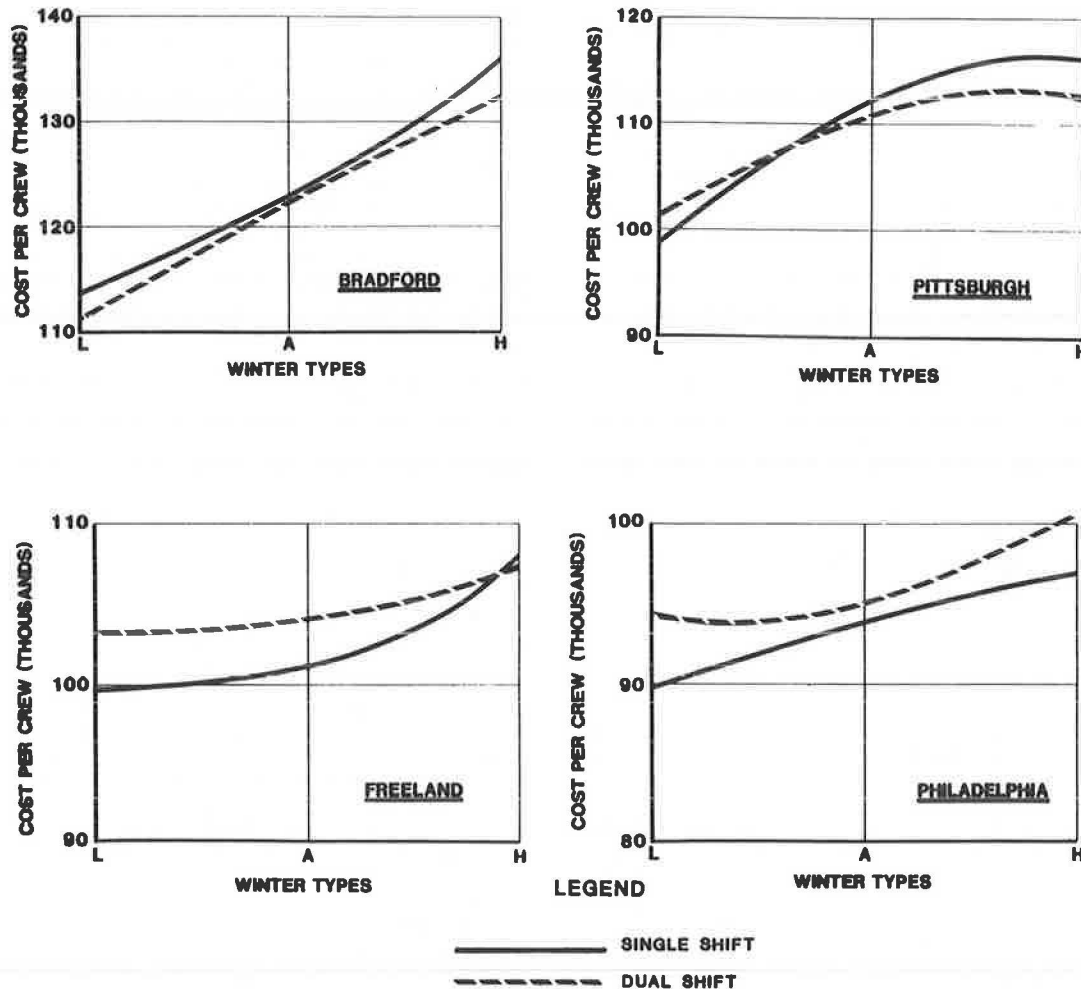 COST PER CREW (THOUSANDS)
140
130
120
110
BRADFORD
L
A
H
WINTER TYPES
COST PER CREW (THOUSANDS)
120
110
100
90
PITTSBURGH
L
A
H
WINTER TYPES
COST PER CREW (THOUSANDS)
110
100
90
FREELAND
L
A
H
WINTER TYPES
COST PER CREW (THOUSANDS)
100
90
80
PHILADELPHIA
L
A
H
WINTER TYPES
LEGEND
SINGLE SHIFT
DUAL SHIFT